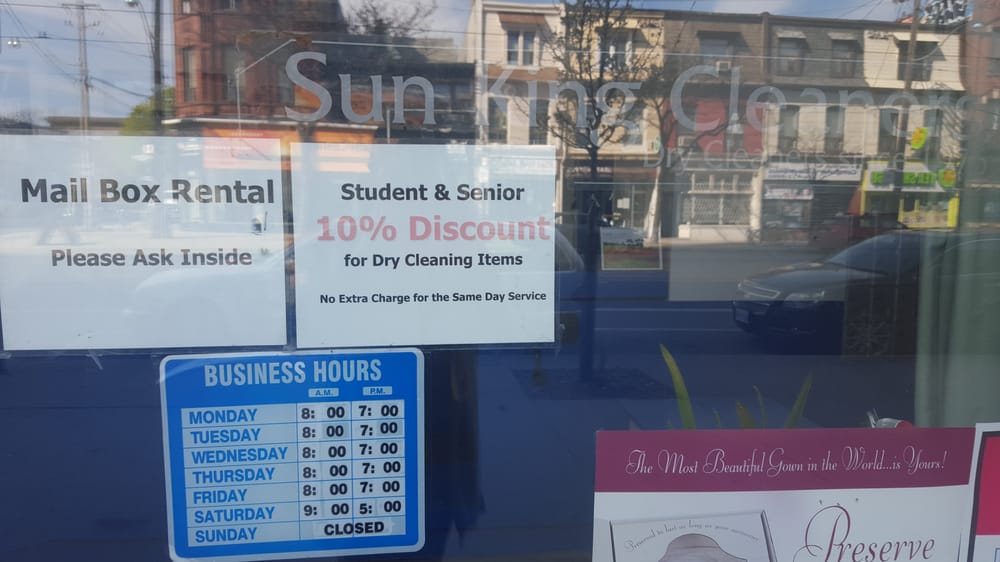 Sun King Cleaners
Dry Cleaners since
Mail Box Rental
Please Ask Inside
Student & Senior
10% Discount
for Dry Cleaning Items
No Extra Charge for the Same Day Service
BUSINESS HOURS
A.M. P.M.
MONDAY 8: 00 7: 00
TUESDAY 8: 00 7: 00
WEDNESDAY 8: 00 7: 00
THURSDAY 8: 00 7: 00
FRIDAY 8: 00 7: 00
SATURDAY 9: 00 5: 00
SUNDAY CLOSED
The Most Beautiful Gown in the World...is Yours!
Preserve